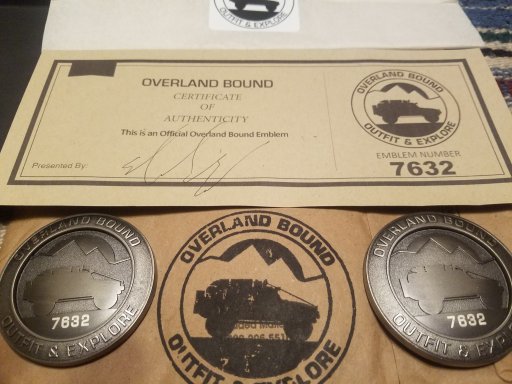 OUTFIT & EXPLORE
OVERLAND BOUND
CERTIFICATE
OF
AUTHENTICITY
This is an Official Overland Bound Emblem
Presented By:
OVERLAND BOUND
OUTFIT & EXPLORE
EMBLEM NUMBER
7632
OVERLAND BOUND
7632
OUTFIT & EXPLORE
OVERLAND BOUND
OUTFIT & EXPLORE
OVERLAND BOUND
7632
OUTFIT &